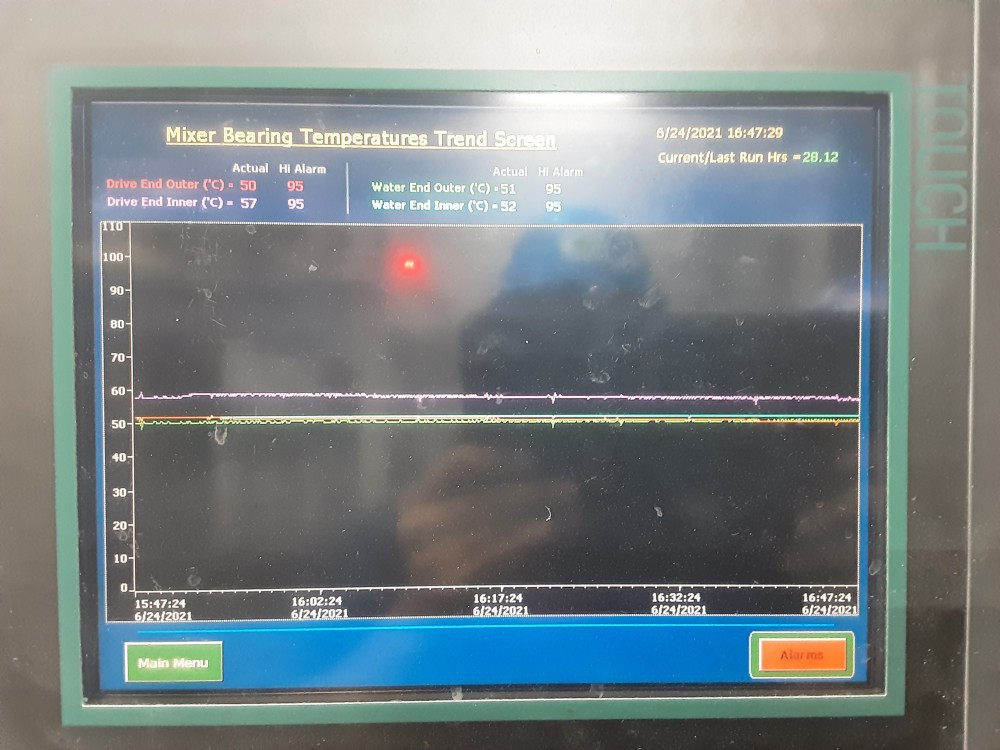 Mixer Bearing Temperatures Trend Screen
6/24/2021 16:47:29
Current/Last Run Hrs = 28.12
Actual Hi Alarm
Drive End Outer (°C) = 50 95
Drive End Inner (°C) = 57 95
Actual Hi Alarm
Water End Outer (°C) = 51 95
Water End Inner (°C) = 52 95
110
100
90
80
70
60
50
40
30
20
10
0
15:47:24 16:02:24 16:17:24 16:32:24 16:47:24
6/24/2021 6/24/2021 6/24/2021 6/24/2021 6/24/2021
Main Menu
Alarms
TOUCH